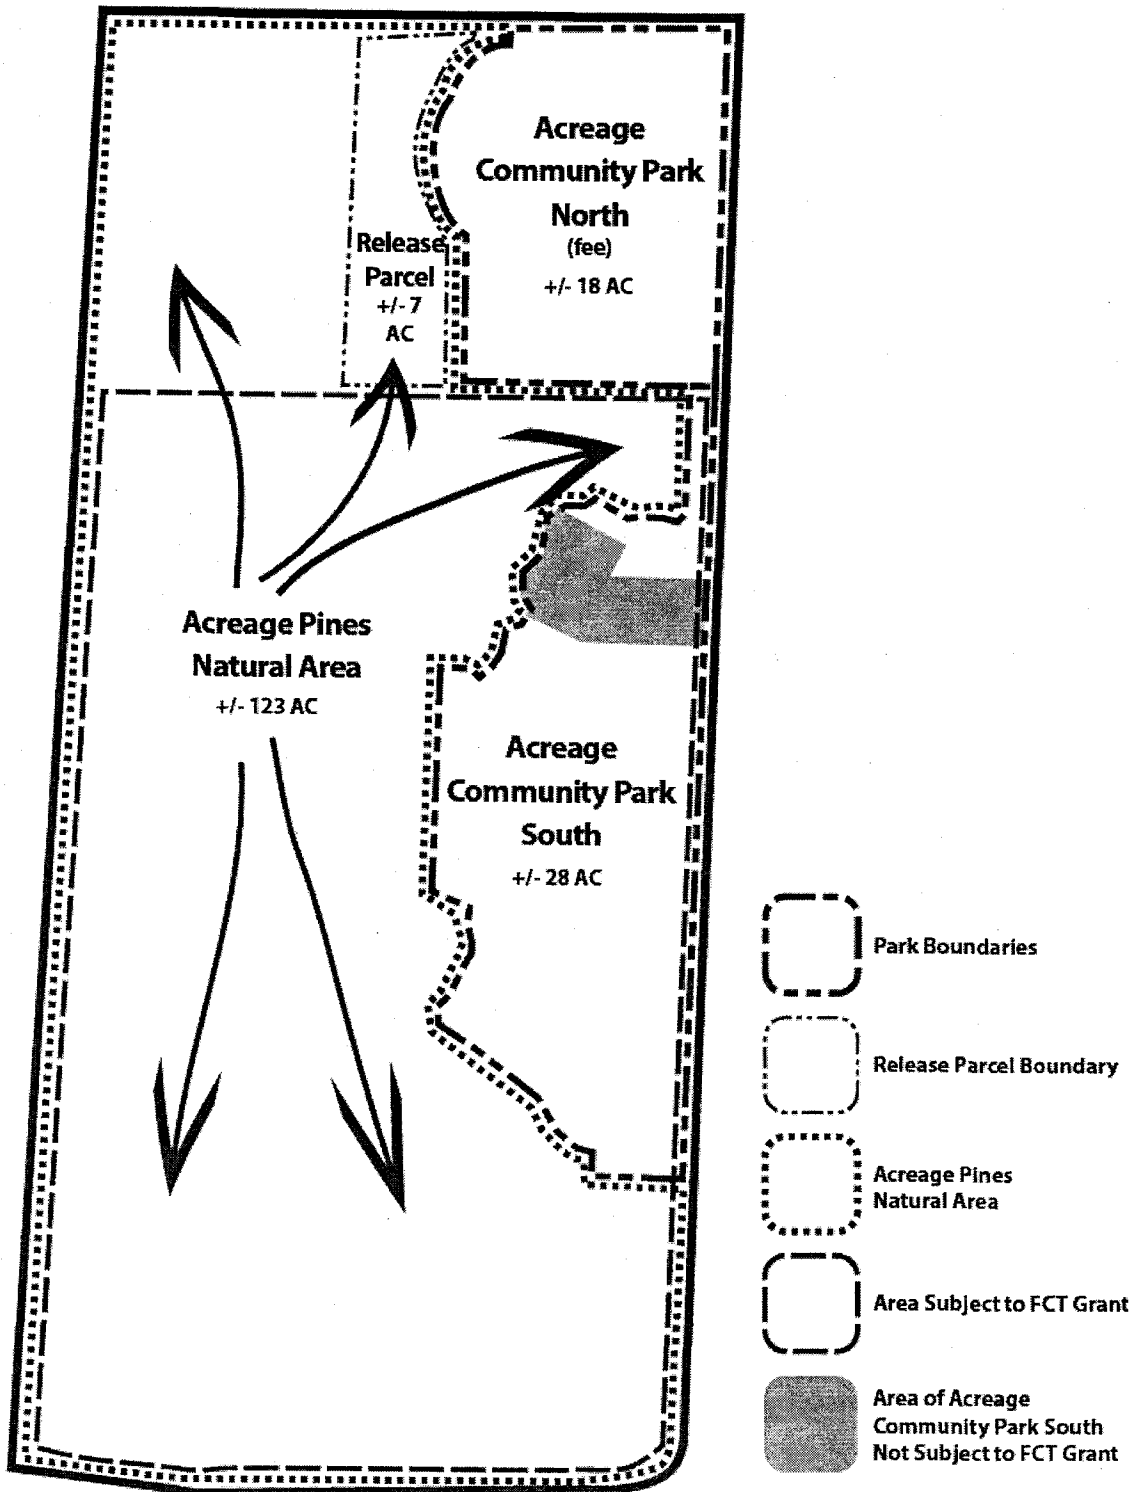 Acreage
Community Park
North
(fee)
+/- 18 AC
Release
Parcel
+/- 7
AC
Acreage Pines
Natural Area
+/- 123 AC
Acreage
Community Park
South
+/- 28 AC
Park Boundaries
Release Parcel Boundary
Acreage Pines
Natural Area
Area Subject to FCT Grant
Area of Acreage
Community Park South
Not Subject to FCT Grant